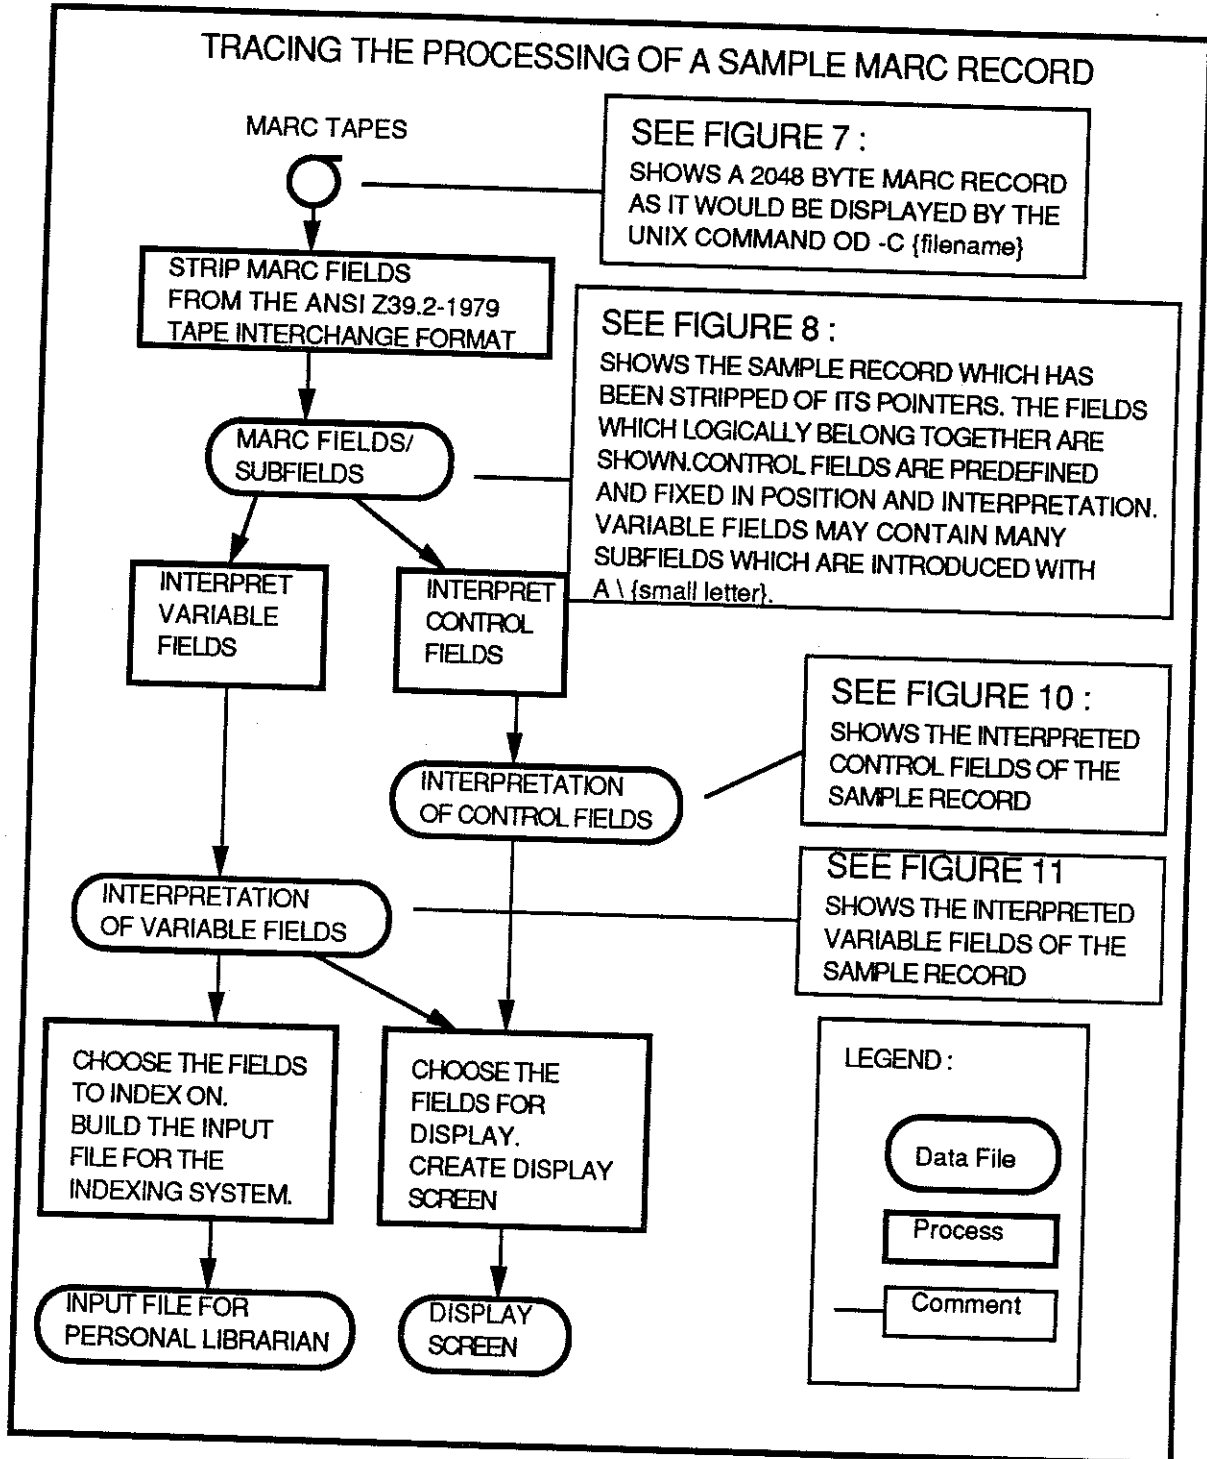 TRACING THE PROCESSING OF A SAMPLE MARC RECORD
MARC TAPES
SEE FIGURE 7 :
SHOWS A 2048 BYTE MARC RECORD
AS IT WOULD BE DISPLAYED BY THE
UNIX COMMAND OD -C {filename}
STRIP MARC FIELDS
FROM THE ANSI Z39.2-1979
TAPE INTERCHANGE FORMAT
SEE FIGURE 8 :
SHOWS THE SAMPLE RECORD WHICH HAS
BEEN STRIPPED OF ITS POINTERS. THE FIELDS
WHICH LOGICALLY BELONG TOGETHER ARE
SHOWN.CONTROL FIELDS ARE PREDEFINED
AND FIXED IN POSITION AND INTERPRETATION.
VARIABLE FIELDS MAY CONTAIN MANY
SUBFIELDS WHICH ARE INTRODUCED WITH
A \ {small letter}.
MARC FIELDS/
SUBFIELDS
INTERPRET
VARIABLE
FIELDS
INTERPRET
CONTROL
FIELDS
SEE FIGURE 10 :
SHOWS THE INTERPRETED
CONTROL FIELDS OF THE
SAMPLE RECORD
INTERPRETATION
OF CONTROL FIELDS
SEE FIGURE 11
SHOWS THE INTERPRETED
VARIABLE FIELDS OF THE
SAMPLE RECORD
INTERPRETATION
OF VARIABLE FIELDS
CHOOSE THE FIELDS
TO INDEX ON.
BUILD THE INPUT
FILE FOR THE
INDEXING SYSTEM.
CHOOSE THE
FIELDS FOR
DISPLAY.
CREATE DISPLAY
SCREEN
LEGEND :
Data File
Process
Comment
INPUT FILE FOR
PERSONAL LIBRARIAN
DISPLAY
SCREEN